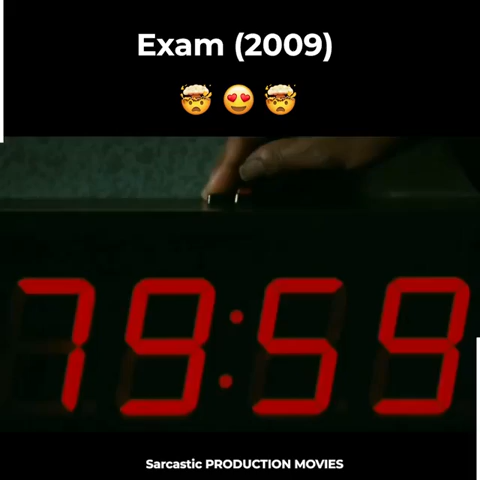 Exam (2009)
🤯 😍 🤯
79:59
Sarcastic PRODUCTION MOVIES